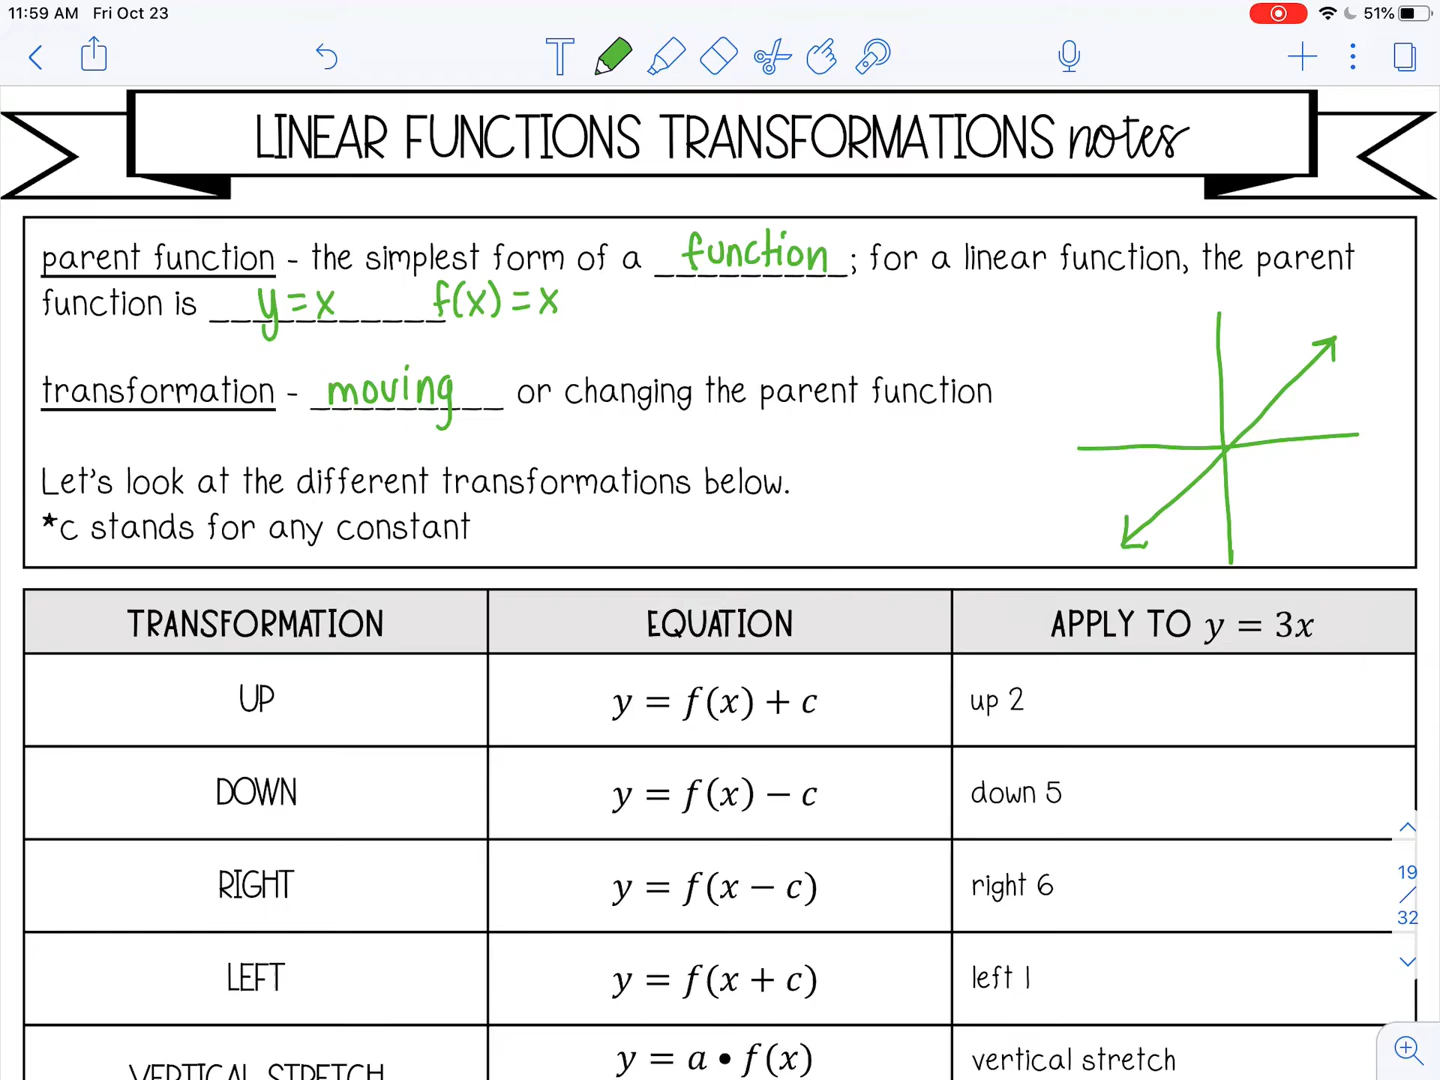 11:59 AM Fri Oct 23
51%
LINEAR FUNCTIONS TRANSFORMATIONS notes
parent function - the simplest form of a function; for a linear function, the parent
function is y=x f(x)=x
transformation - moving or changing the parent function
Let's look at the different transformations below.
*c stands for any constant
TRANSFORMATION EQUATION APPLY TO y = 3x
UP y = f(x) + c up 2
DOWN y = f(x) − c down 5
RIGHT y = f(x − c) right 6
LEFT y = f(x + c) left 1
VERTICAL STRETCH y = a • f(x) vertical stretch
19
/
32